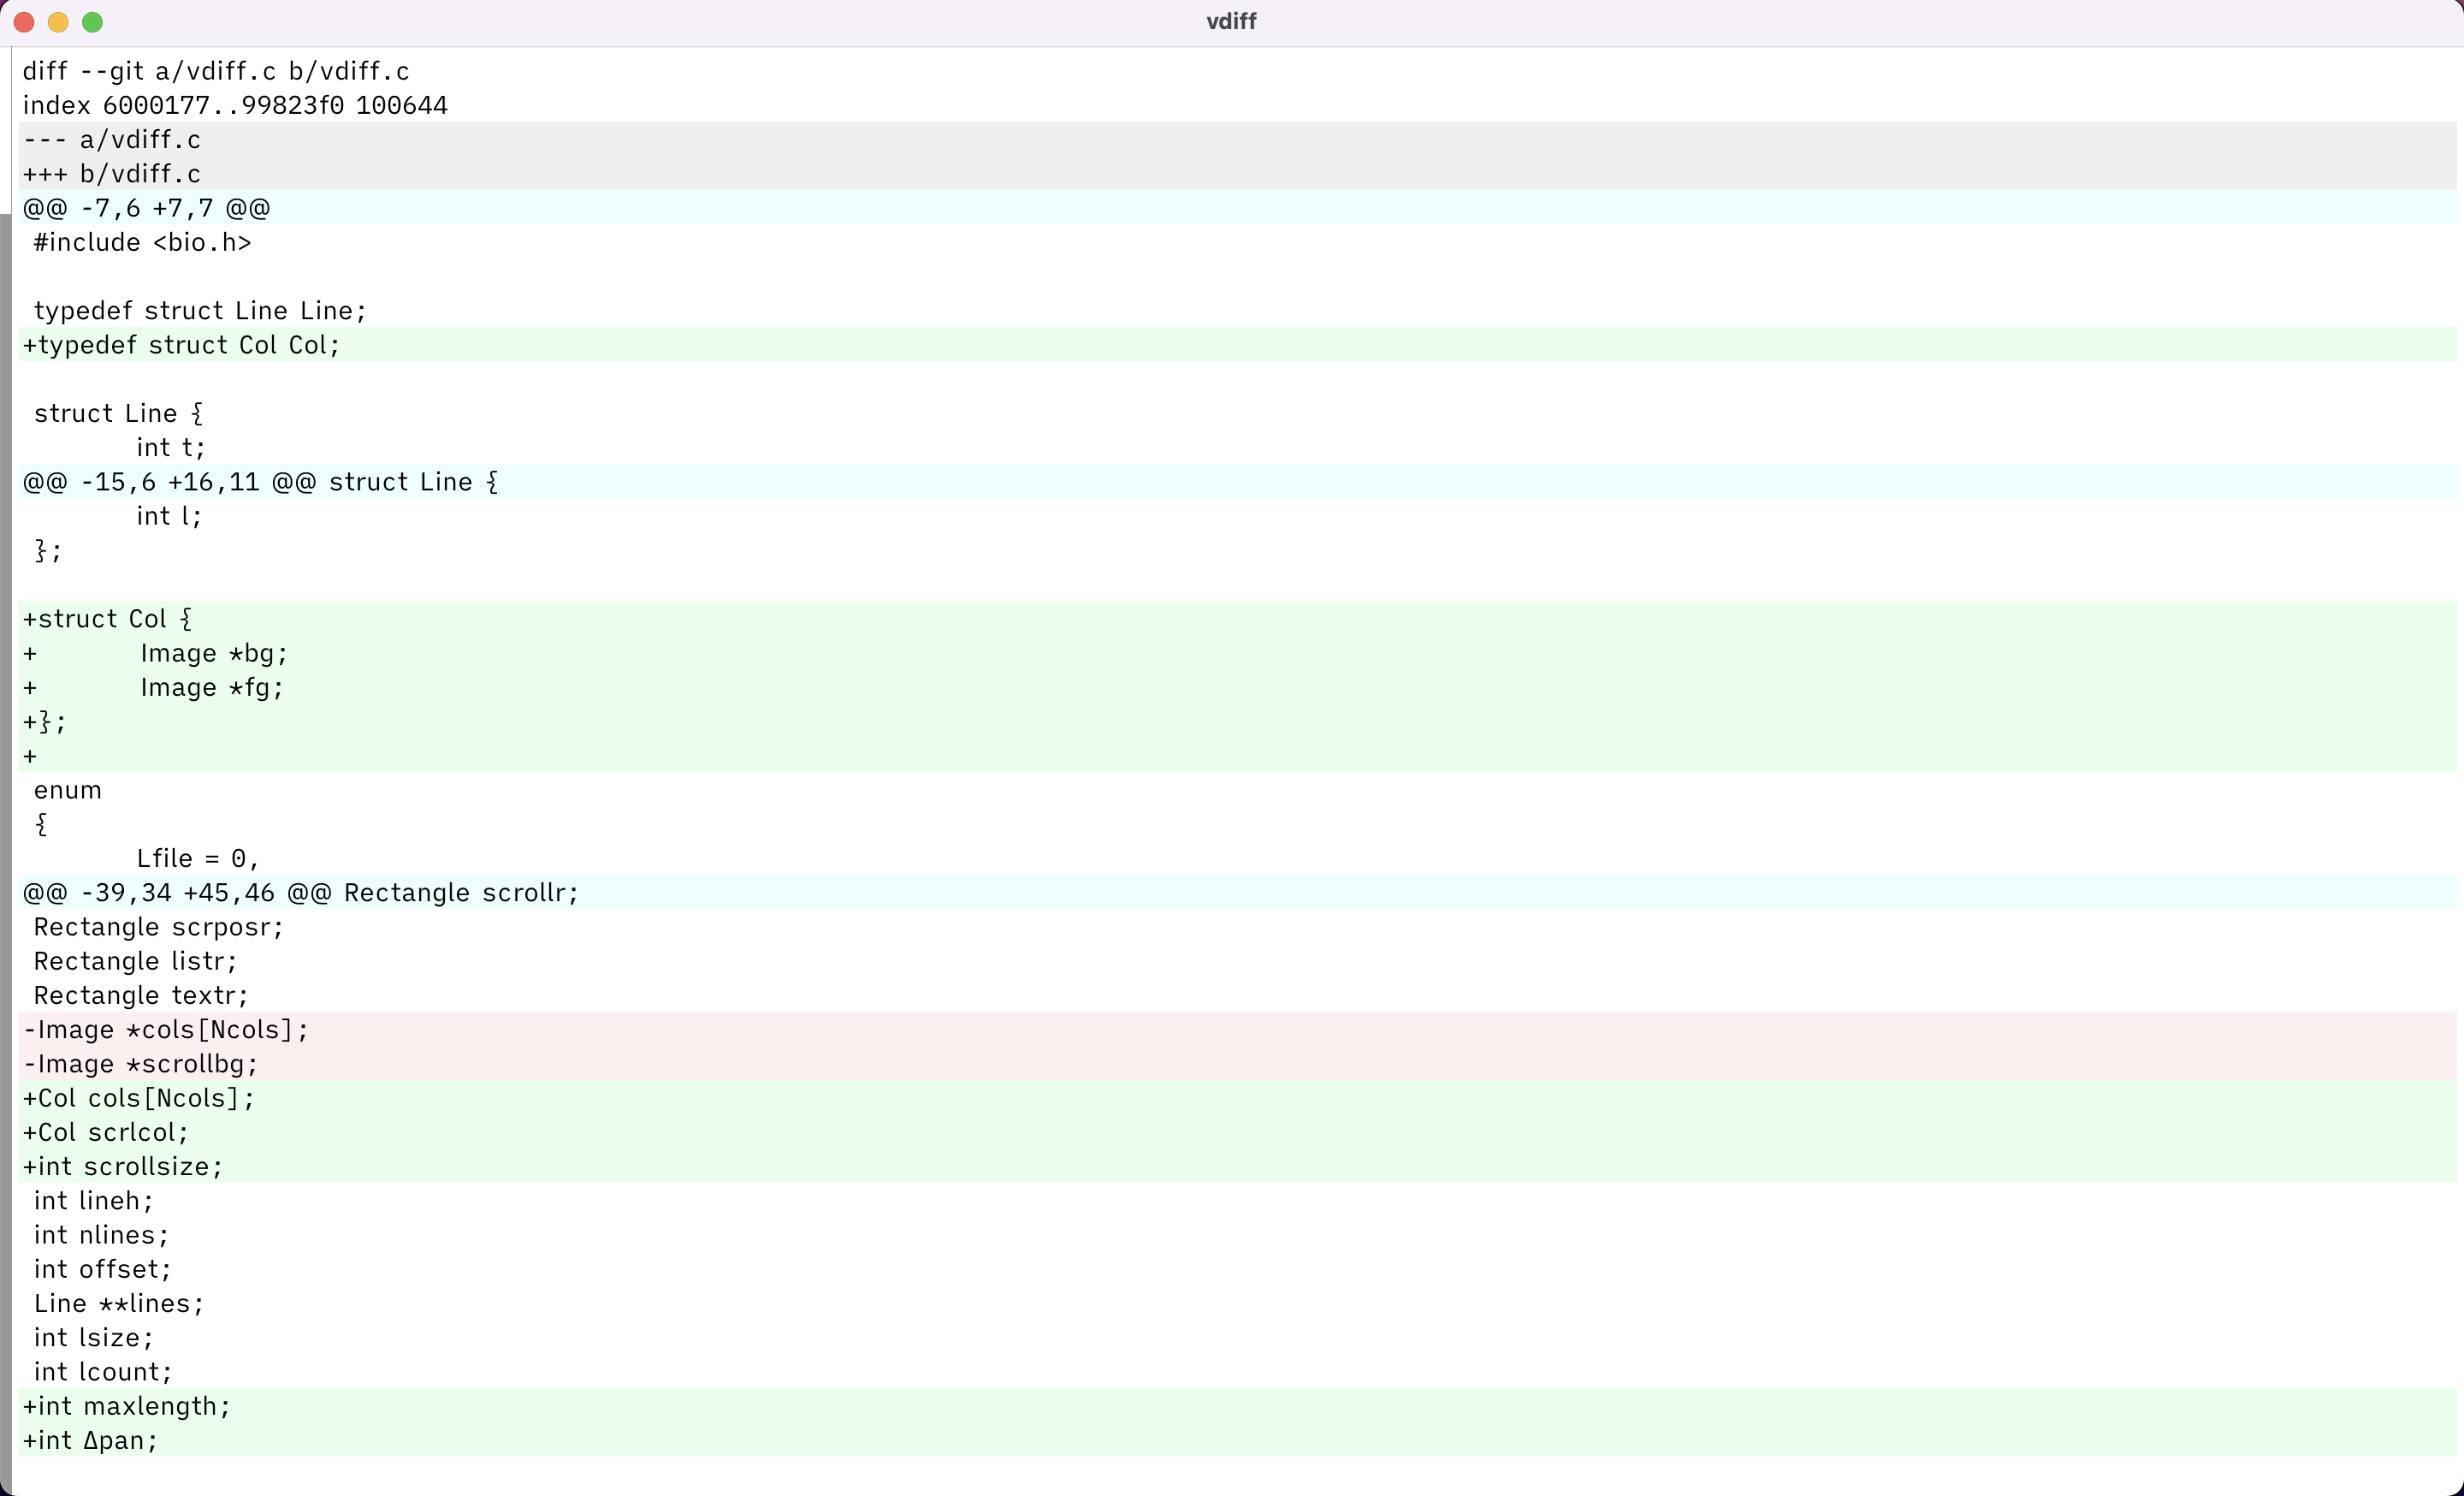 vdiff
diff --git a/vdiff.c b/vdiff.c
index 6000177..99823f0 100644
--- a/vdiff.c
+++ b/vdiff.c
@@ -7,6 +7,7 @@
 #include <bio.h>

 typedef struct Line Line;
+typedef struct Col Col;

 struct Line {
         int t;
@@ -15,6 +16,11 @@ struct Line {
         int l;
 };

+struct Col {
+        Image *bg;
+        Image *fg;
+};
+
 enum
 {
         Lfile = 0,
@@ -39,34 +45,46 @@ Rectangle scrollr;
 Rectangle scrposr;
 Rectangle listr;
 Rectangle textr;
-Image *cols[Ncols];
-Image *scrollbg;
+Col cols[Ncols];
+Col scrlcol;
+int scrollsize;
 int lineh;
 int nlines;
 int offset;
 Line **lines;
 int lsize;
 int lcount;
+int maxlength;
+int Δpan;